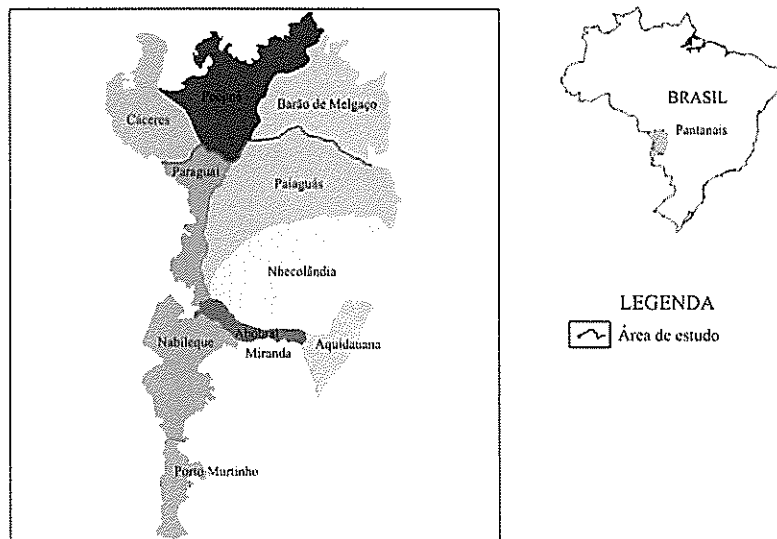 Poconé
Cáceres
Barão de Melgaço
Paraguai
Paiaguás
Nhecolândia
Abobral
Nabileque
Miranda
Aquidauana
Porto Murtinho
BRASIL
Pantanais
LEGENDA
Área de estudo